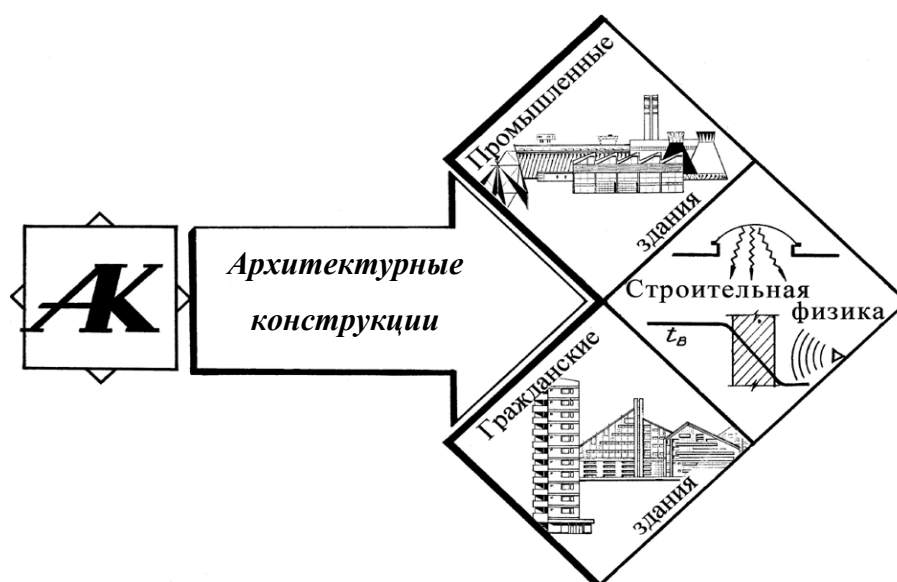 АК
Архитектурные
конструкции
Промышленные
здания
Строительная
физика
tв
Гражданские
здания